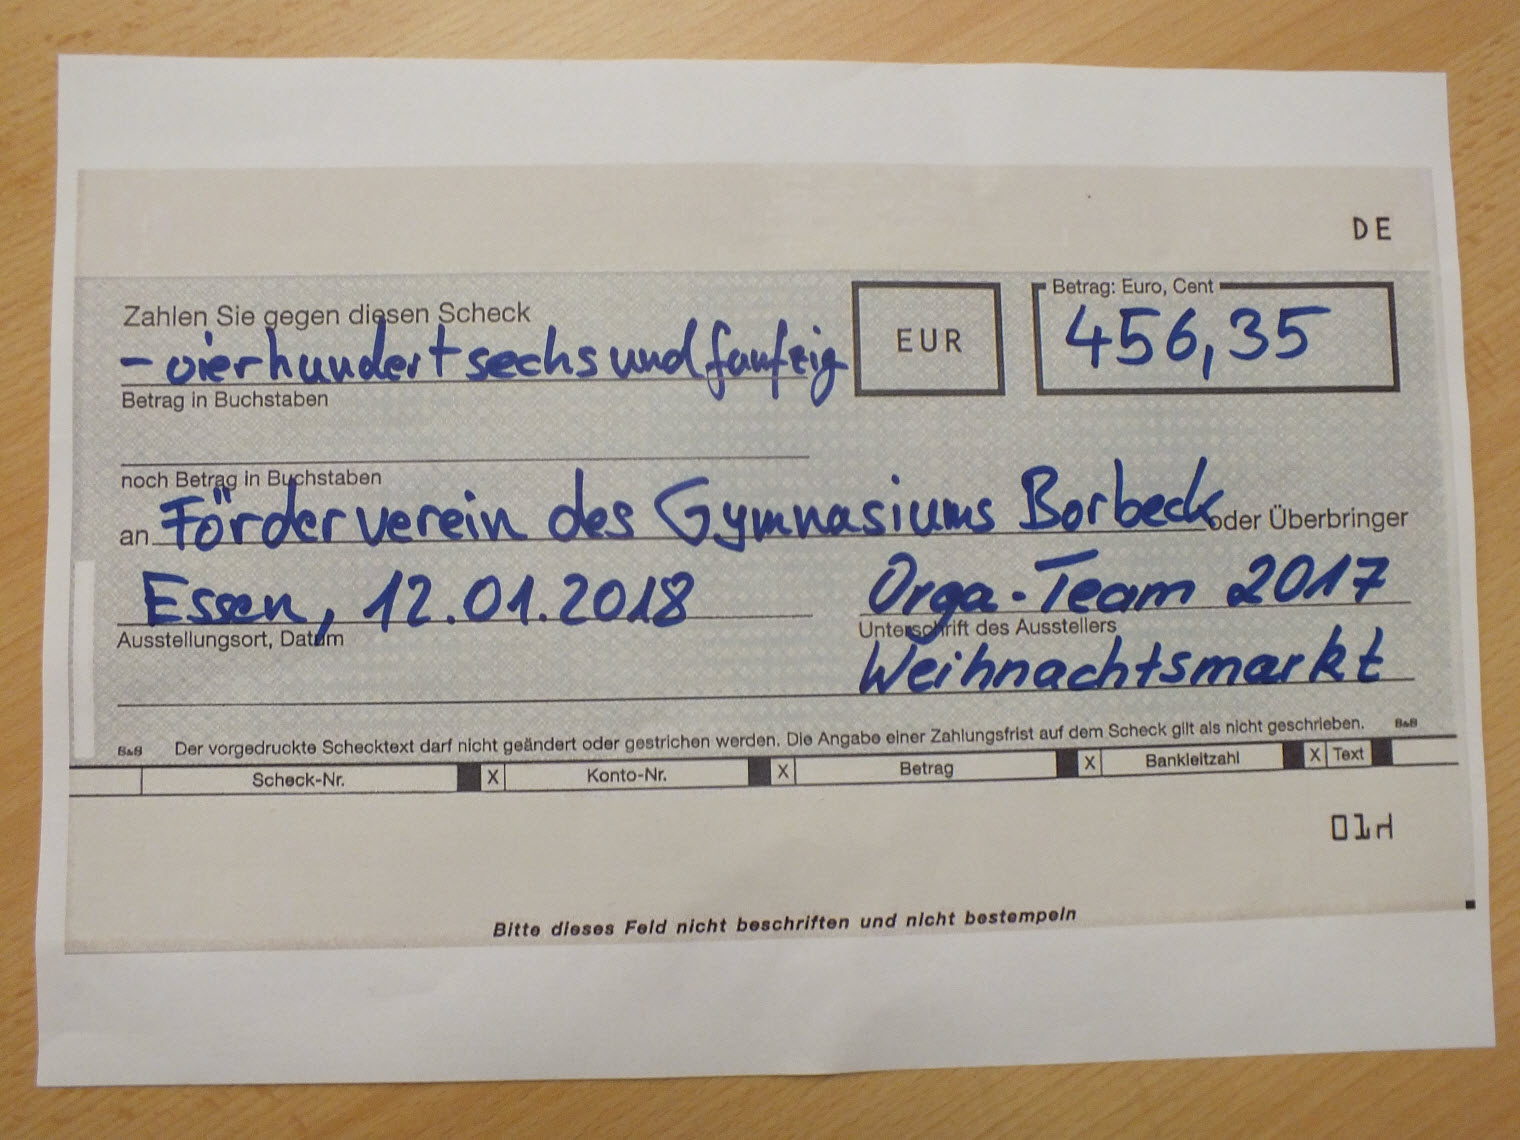 DE
Zahlen Sie gegen diesen Scheck
Betrag: Euro, Cent
- vierhundertsechsundfünfzig
EUR
456,35
Betrag in Buchstaben
noch Betrag in Buchstaben
an Förderverein des Gymnasiums Borbeck oder Überbringer
Essen, 12.01.2018
Orga-Team 2017
Ausstellungsort, Datum
Unterschrift des Ausstellers
Weihnachtsmarkt
B&B Der vorgedruckte Schecktext darf nicht geändert oder gestrichen werden. Die Angabe einer Zahlungsfrist auf dem Scheck gilt als nicht geschrieben. B&B
Scheck-Nr. X Konto-Nr. X Betrag X Bankleitzahl X Text
01⑁
Bitte dieses Feld nicht beschriften und nicht bestempeln